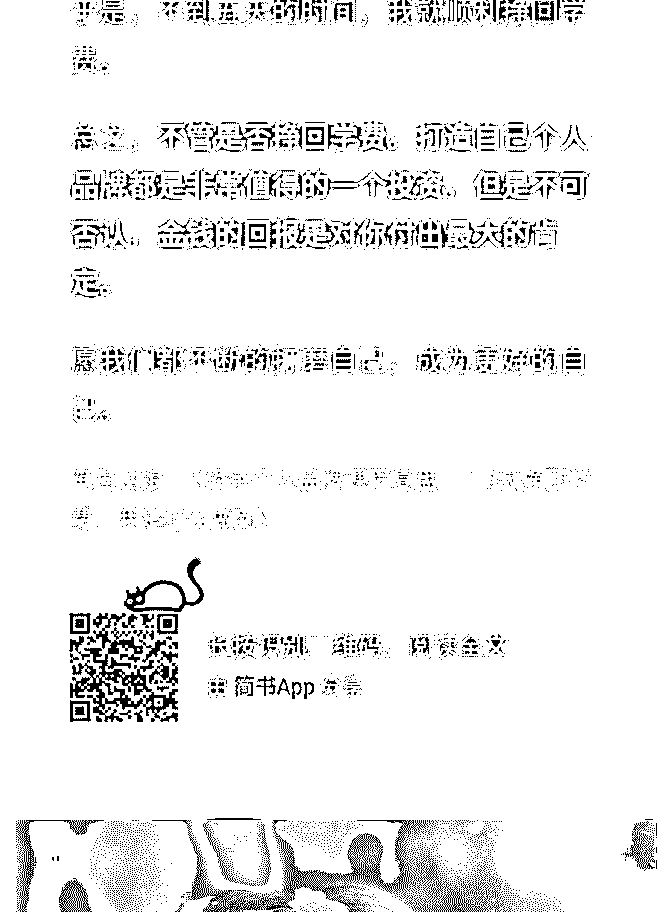 于是，不到五天的时间，我就顺利挣回学
费。
总之，不管是否挣回学费。打造自己个人
品牌都是非常值得的一个投资。但是不可
否认，金钱的回报是对你付出最大的肯
定。
愿我们都不断的打磨自己，成为更好的自
己。
长按识别二维码，阅读全文
由 简书App 发布